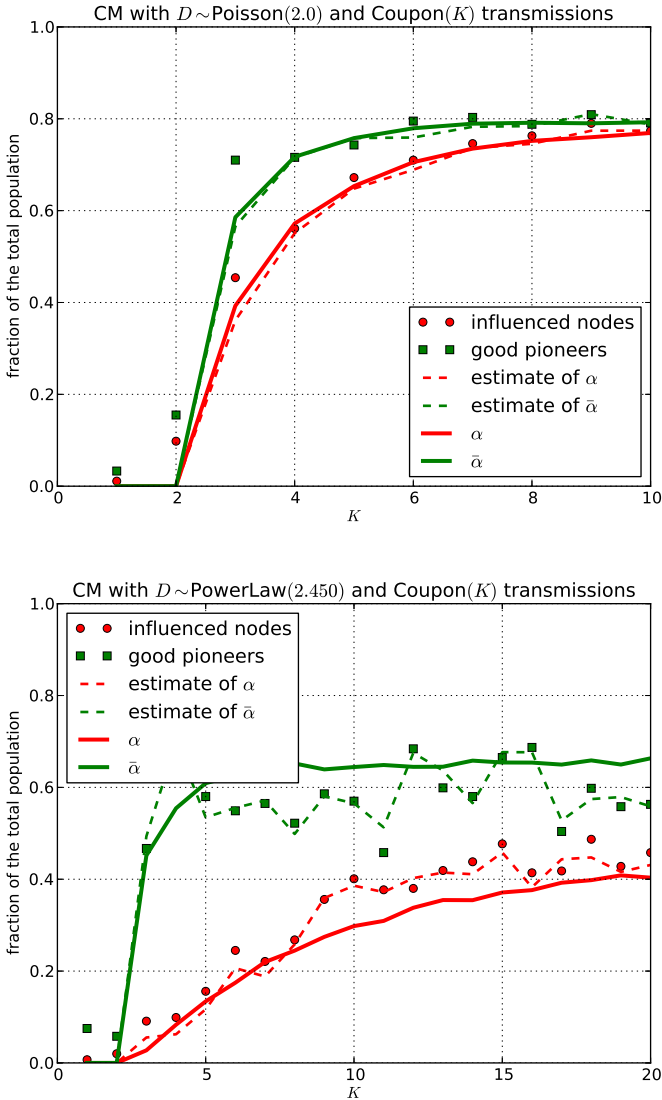 CM with D∼Poisson(2.0) and Coupon(K) transmissions
1.0
0.8
0.6
0.4
0.2
0.0
fraction of the total population
influenced nodes
good pioneers
estimate of α
estimate of ᾱ
α
ᾱ
0 2 4 6 8 10
K
CM with D∼PowerLaw(2.450) and Coupon(K) transmissions
1.0
0.8
0.6
0.4
0.2
0.0
fraction of the total population
influenced nodes
good pioneers
estimate of α
estimate of ᾱ
α
ᾱ
0 5 10 15 20
K